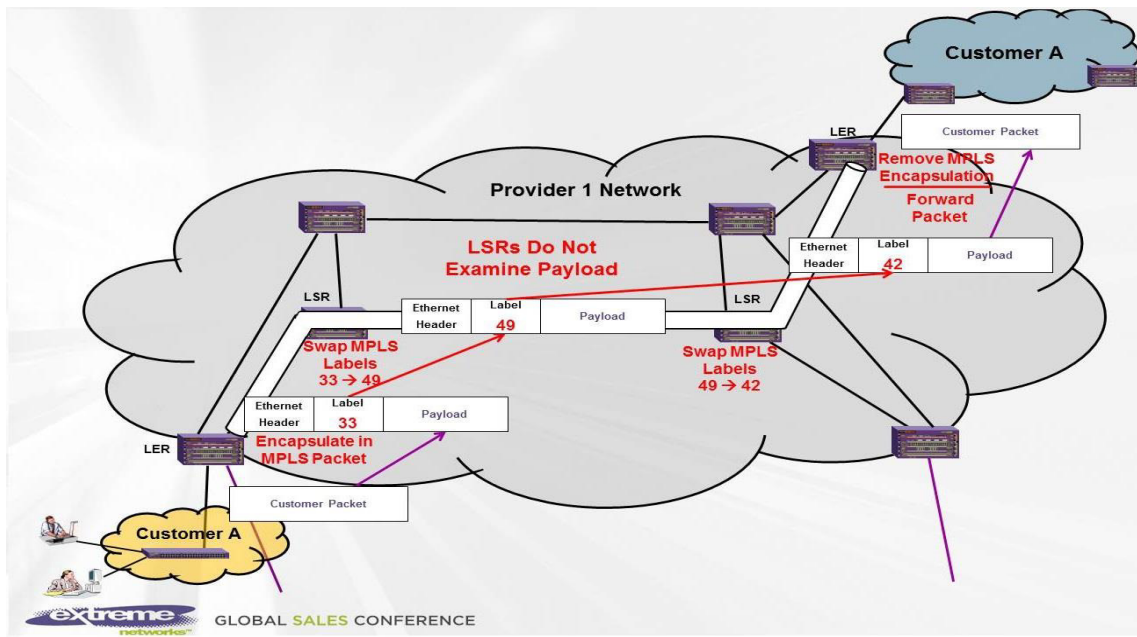 Customer A
LER
Customer Packet
Remove MPLS
Encapsulation
Forward
Packet
Provider 1 Network
LSRs Do Not
Examine Payload
Ethernet
Header
Label
42
Payload
LSR
Ethernet
Header
Label
49
Payload
LSR
Swap MPLS
Labels
33 → 49
Swap MPLS
Labels
49 → 42
Ethernet
Header
Label
33
Payload
LER
Encapsulate in
MPLS Packet
Customer Packet
Customer A
extreme
networks™
GLOBAL SALES CONFERENCE